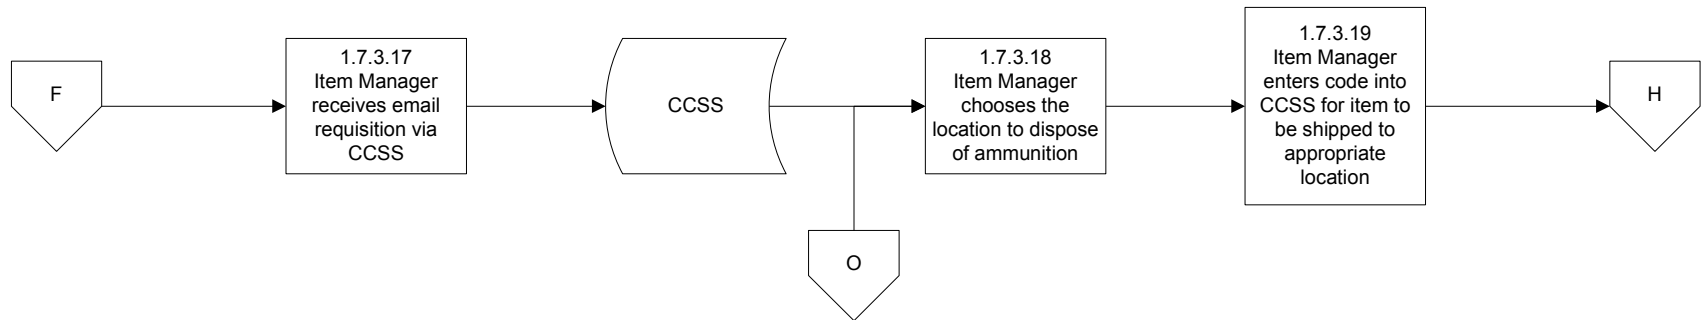 F
1.7.3.17
Item Manager
receives email
requisition via
CCSS
CCSS
1.7.3.18
Item Manager
chooses the
location to dispose
of ammunition
1.7.3.19
Item Manager
enters code into
CCSS for item to
be shipped to
appropriate
location
H
O